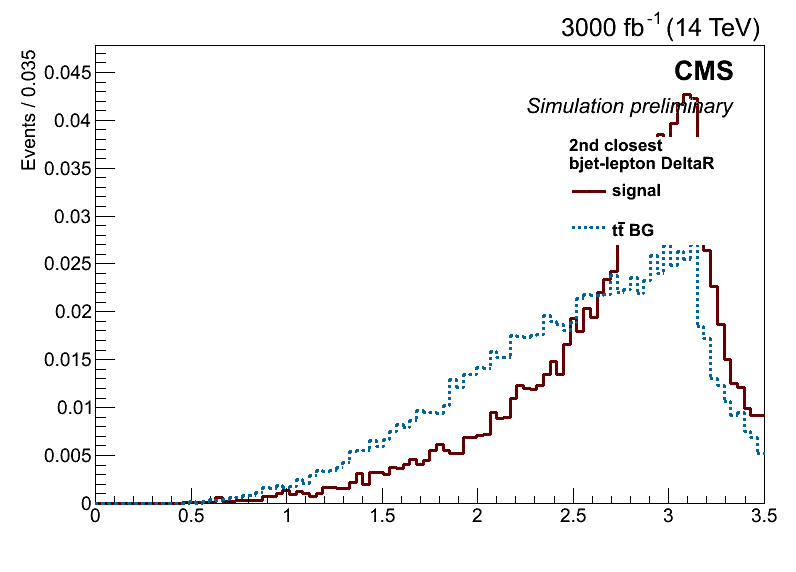 3000 fb⁻¹ (14 TeV)
CMS
Simulation preliminary
2nd closest
bjet-lepton DeltaR
signal
tt̄ BG
Events / 0.035
0.045
0.04
0.035
0.03
0.025
0.02
0.015
0.01
0.005
0
0 0.5 1 1.5 2 2.5 3 3.5